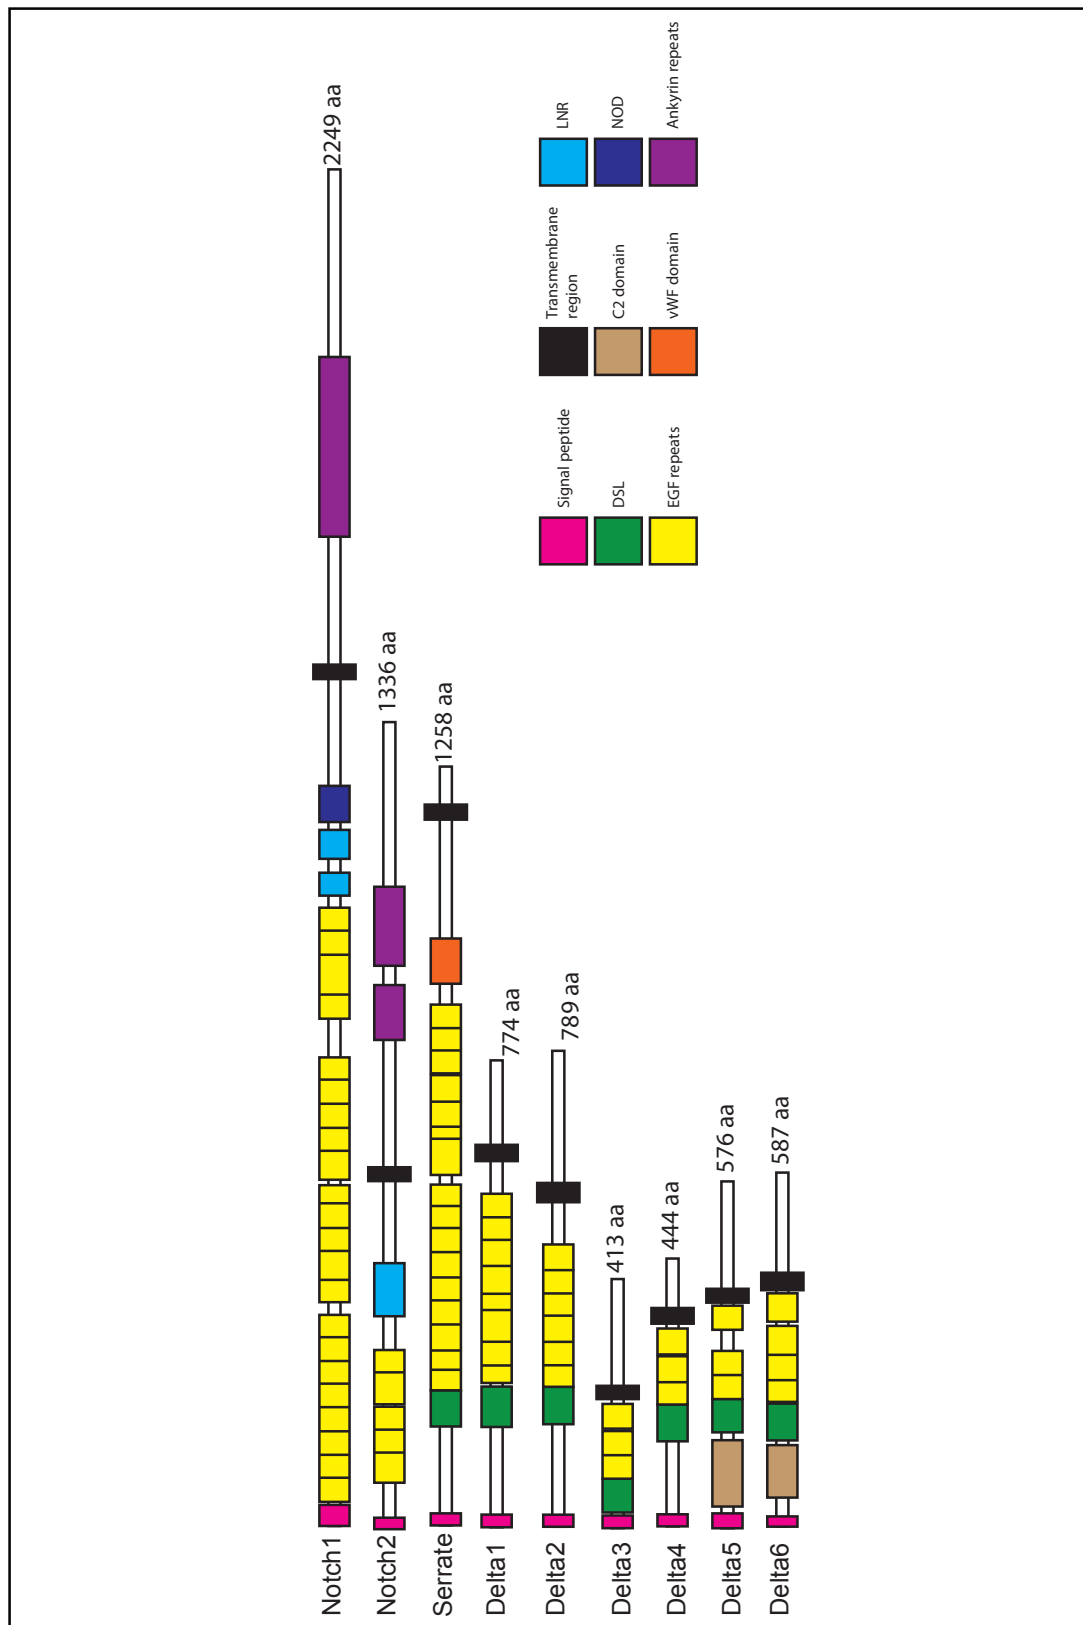 Notch1
2249 aa
Notch2
1336 aa
Serrate
1258 aa
Delta1
774 aa
Delta2
789 aa
Delta3
413 aa
Delta4
444 aa
Delta5
576 aa
Delta6
587 aa
Signal peptide
Transmembrane
region
LNR
DSL
C2 domain
NOD
EGF repeats
vWF domain
Ankyrin repeats